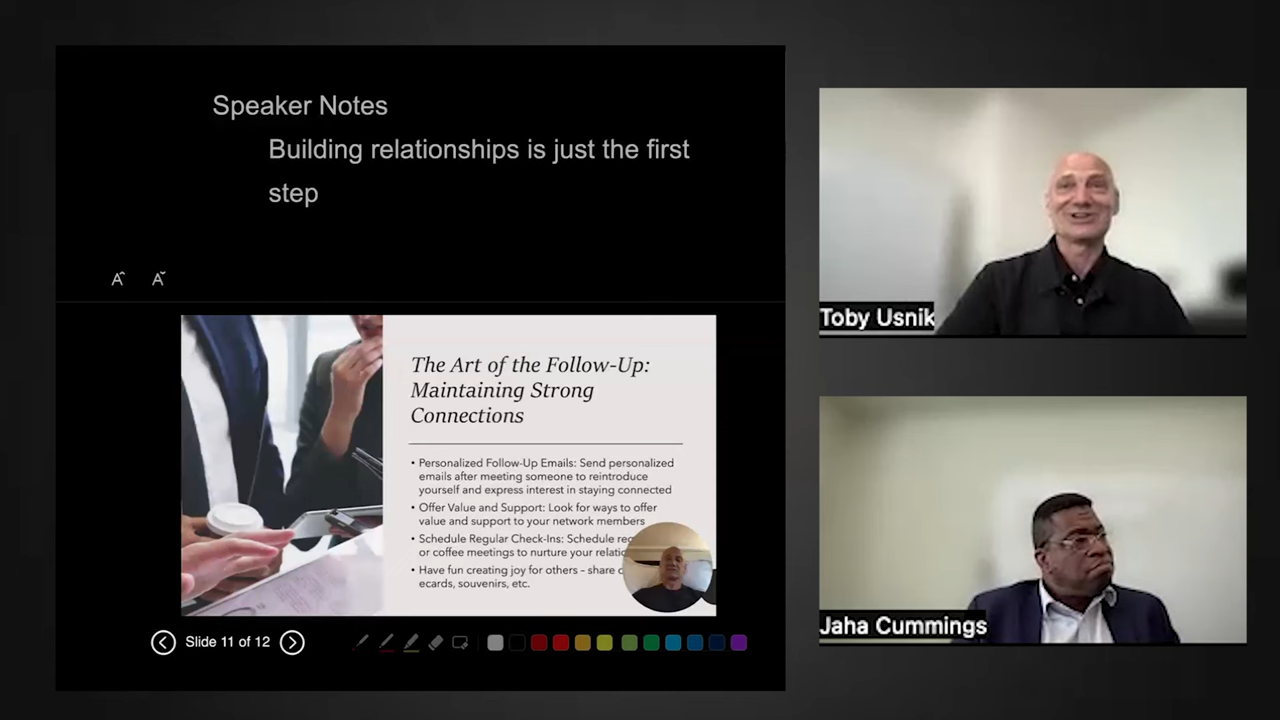 Speaker Notes
Building relationships is just the first
step
The Art of the Follow-Up:
Maintaining Strong
Connections
• Personalized Follow-Up Emails: Send personalized
emails after meeting someone to reintroduce
yourself and express interest in staying connected
• Offer Value and Support: Look for ways to offer
value and support to your network members
• Schedule Regular Check-Ins: Schedule
or coffee meetings to nurture your
• Have fun creating joy for others – share
ecards, souvenirs, etc.
Slide 11 of 12
Toby Usnik
Jaha Cummings